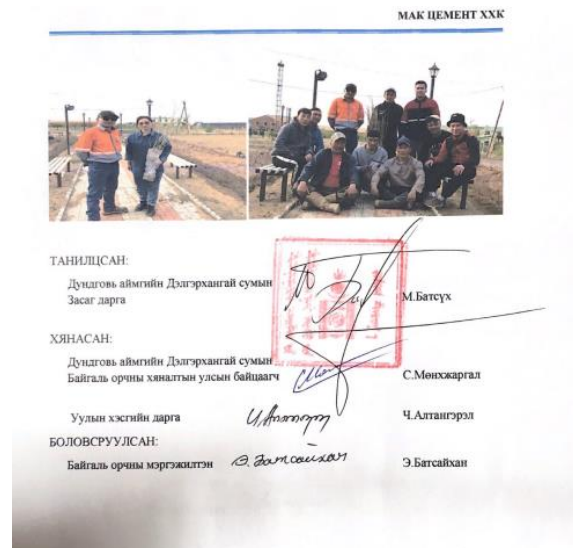 МАК ЦЕМЕНТ ХХК
ТАНИЛЦСАН:
Дундговь аймгийн Дэлгэрхангай сумын
Засаг дарга
М.Батсүх
ХЯНАСАН:
Дундговь аймгийн Дэлгэрхангай сумын
Байгаль орчны хяналтын улсын байцаагч
С.Мөнхжаргал
Уулын хэсгийн дарга
Ч.Алтангэрэл
БОЛОВСРУУЛСАН:
Байгаль орчны мэргэжилтэн
Э.Батсайхан
Э.Батсайхан